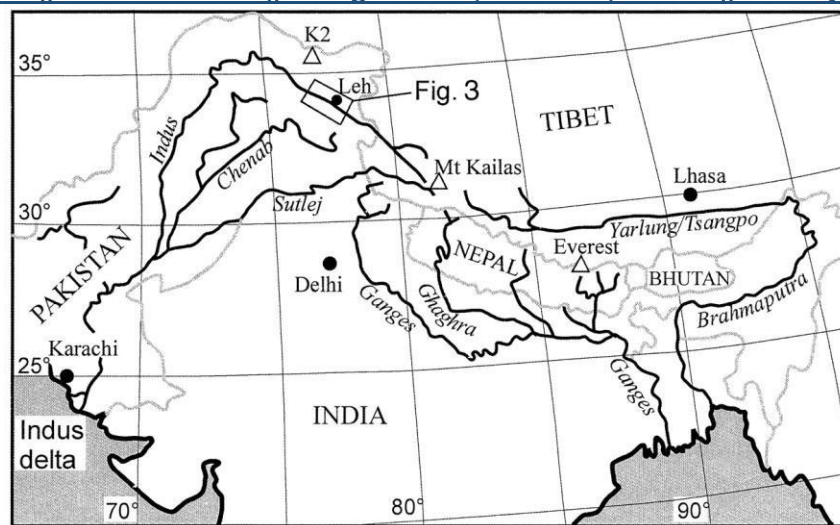 K2
35°
Leh
Fig. 3
TIBET
Indus
Chenab
Mt Kailas
Lhasa
Sutlej
30°
Yarlung/Tsangpo
PAKISTAN
NEPAL
Everest
Delhi
BHUTAN
Ganges
Ghaghra
Brahmaputra
Karachi
25°
Ganges
INDIA
Indus
delta
70°
80°
90°